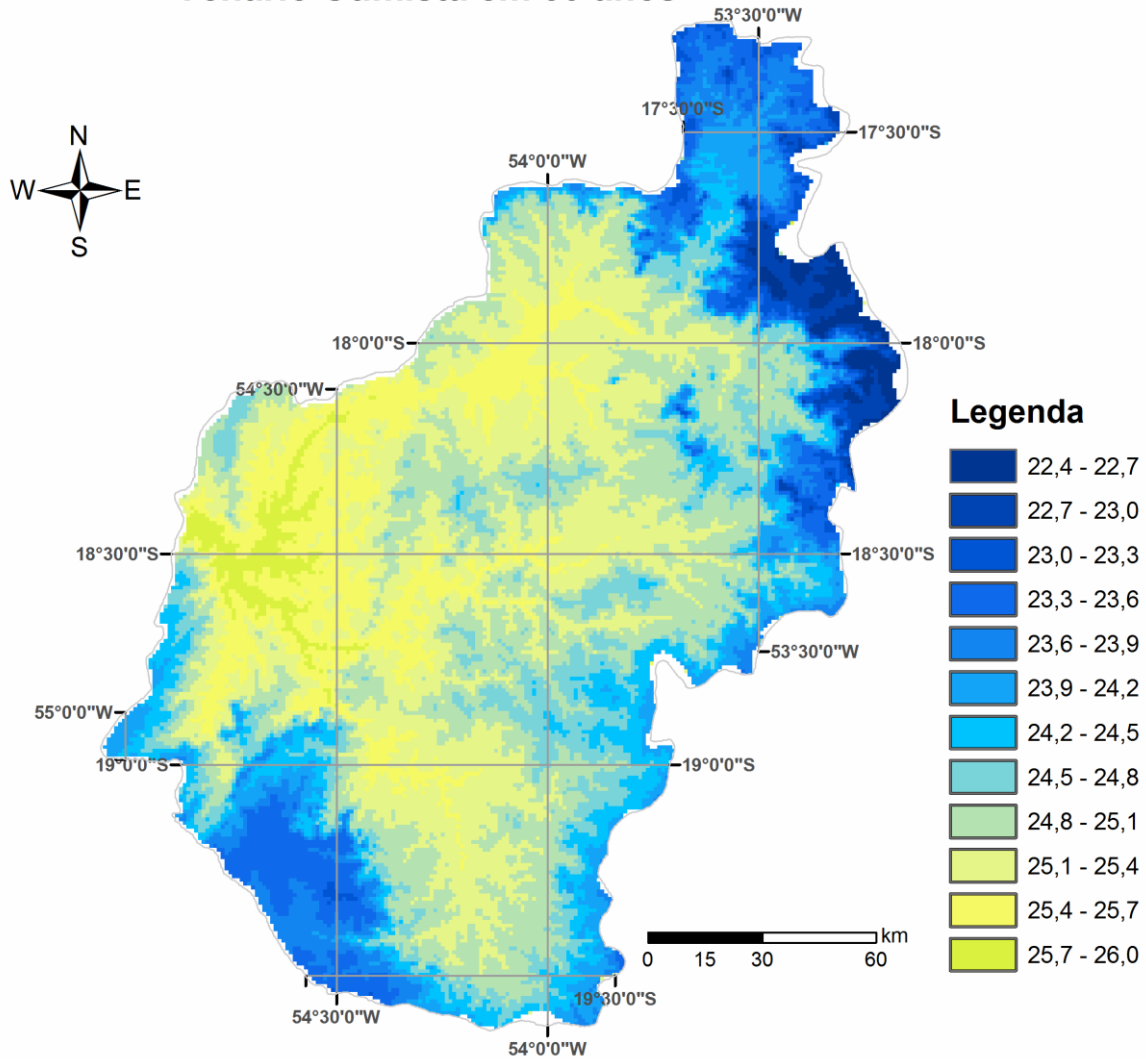 53°30'0"W
17°30'0"S
17°30'0"S
N
W
E
S
54°0'0"W
18°0'0"S
18°0'0"S
54°30'0"W
Legenda
22,4 - 22,7
22,7 - 23,0
23,0 - 23,3
23,3 - 23,6
23,6 - 23,9
23,9 - 24,2
24,2 - 24,5
24,5 - 24,8
24,8 - 25,1
25,1 - 25,4
25,4 - 25,7
25,7 - 26,0
18°30'0"S
18°30'0"S
53°30'0"W
55°0'0"W
19°0'0"S
19°0'0"S
km
0 15 30 60
19°30'0"S
54°30'0"W
54°0'0"W